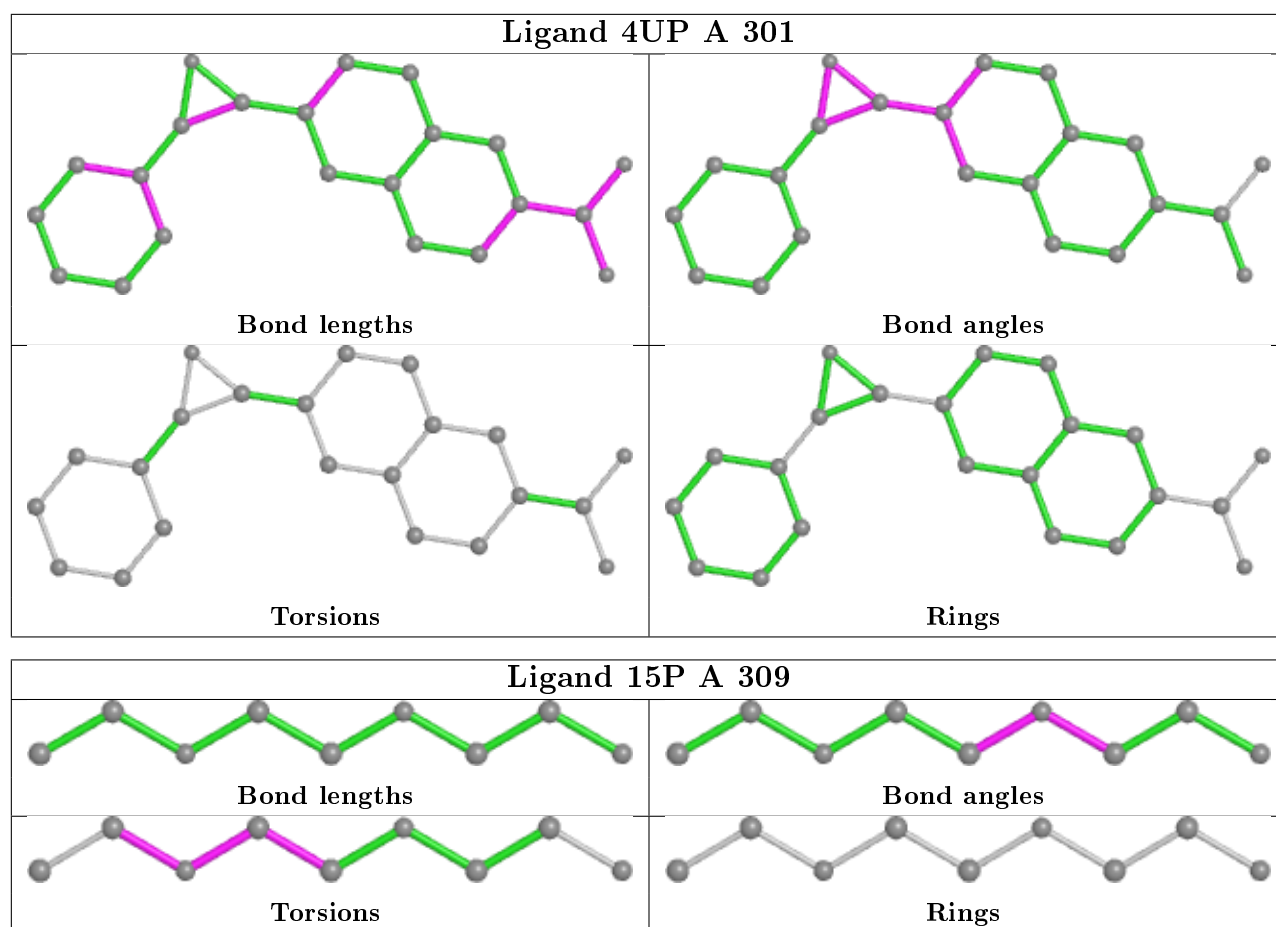 Ligand 4UP A 301
Bond lengths
Bond angles
Torsions
Rings
Ligand 15P A 309
Bond lengths
Bond angles
Torsions
Rings